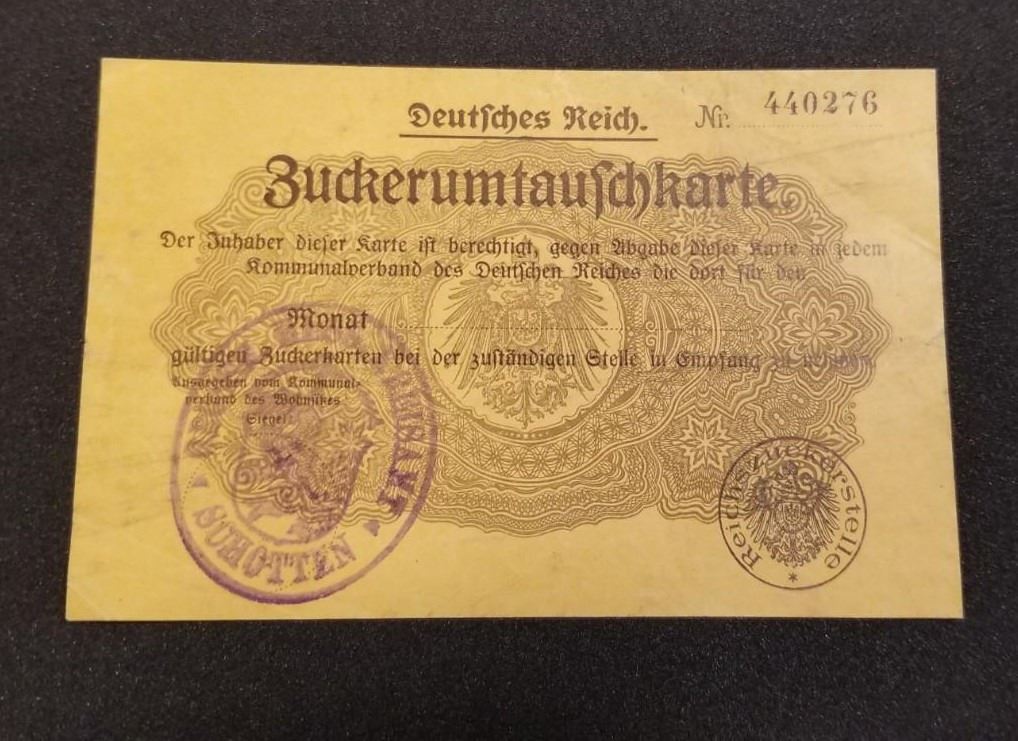 Deutsches Reich.
Nr. 440276
Zuckerumtauschkarte.
Der Inhaber dieser Karte ist berechtigt, gegen Abgabe dieser Karte in jedem
Kommunalverband des Deutschen Reiches die dort für den
Monat
gültigen Zuckerkarten bei der zuständigen Stelle in Empfang zu nehmen.
Ausgegeben vom Kommunal-
verband des Wohnsitzes
Siegel:
SCHOTTEN
Reichszuckerstelle
*